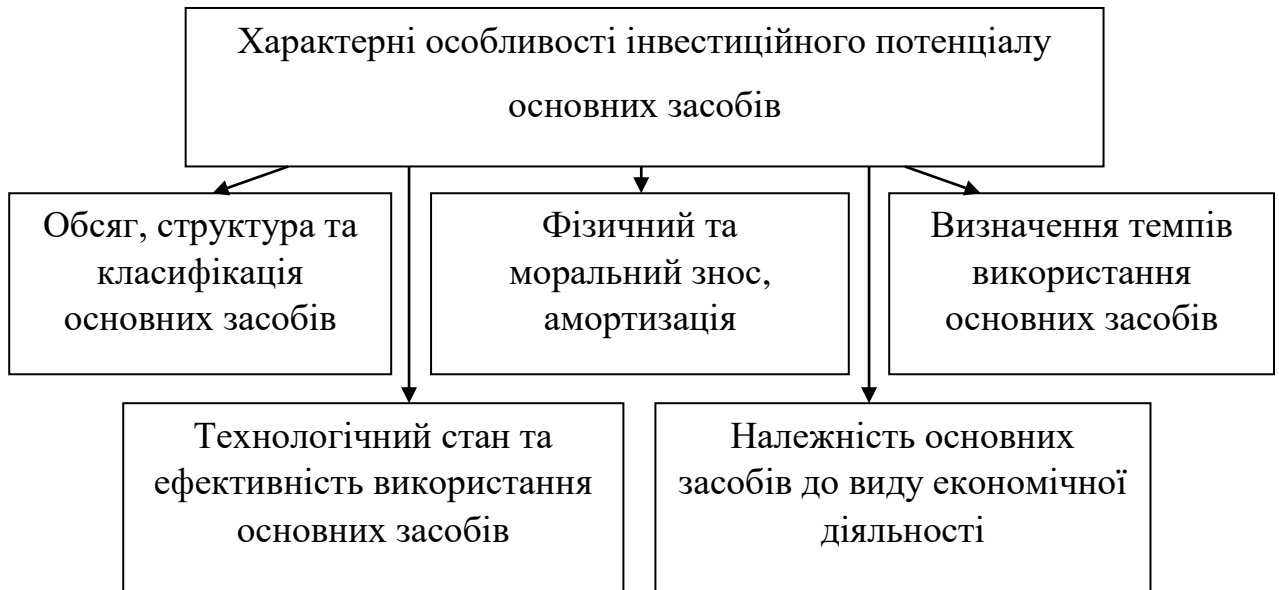 Характерні особливості інвестиційного потенціалу
основних засобів
Обсяг, структура та
класифікація
основних засобів
Фізичний та
моральний знос,
амортизація
Визначення темпів
використання
основних засобів
Технологічний стан та
ефективність використання
основних засобів
Належність основних
засобів до виду економічної
діяльності